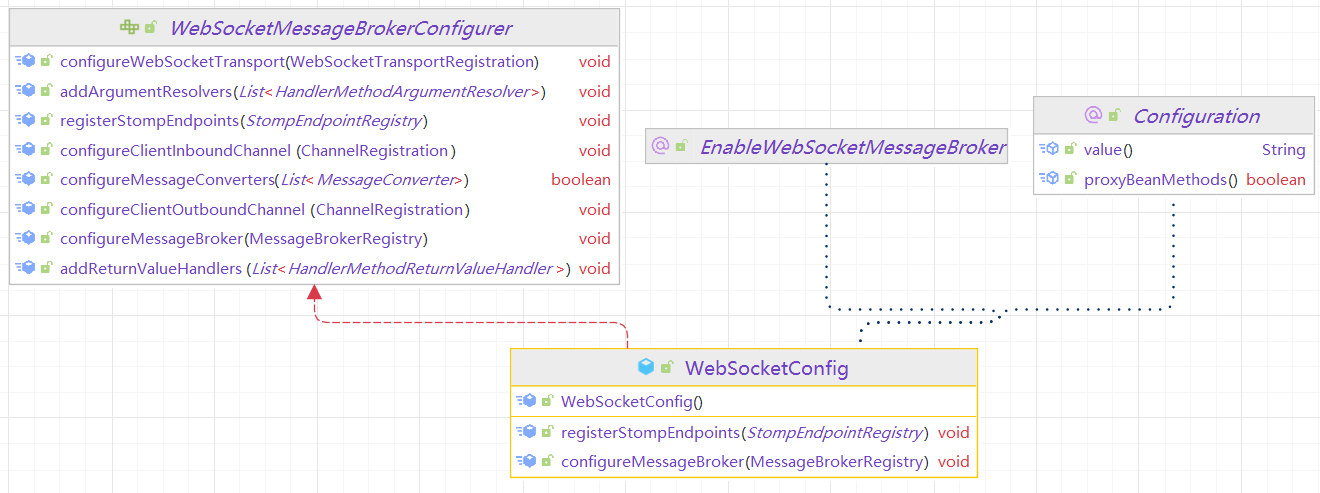 WebSocketMessageBrokerConfigurer
configureWebSocketTransport(WebSocketTransportRegistration) void
addArgumentResolvers(List<HandlerMethodArgumentResolver>) void
registerStompEndpoints(StompEndpointRegistry) void
configureClientInboundChannel (ChannelRegistration) void
configureMessageConverters(List<MessageConverter>) boolean
configureClientOutboundChannel (ChannelRegistration) void
configureMessageBroker(MessageBrokerRegistry) void
addReturnValueHandlers (List<HandlerMethodReturnValueHandler>) void
@ EnableWebSocketMessageBroker
@ Configuration
value() String
proxyBeanMethods() boolean
WebSocketConfig
WebSocketConfig()
registerStompEndpoints(StompEndpointRegistry) void
configureMessageBroker(MessageBrokerRegistry) void